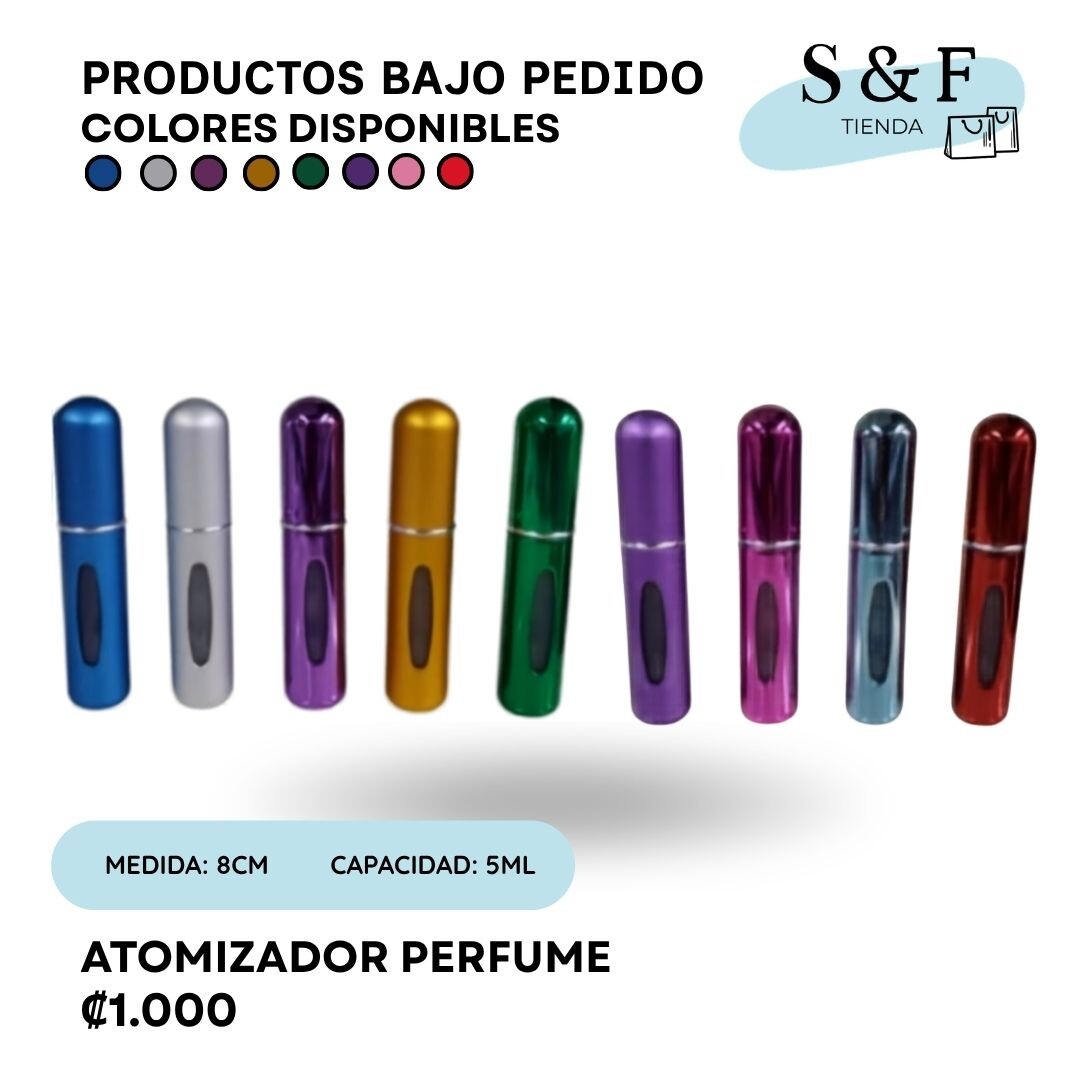 PRODUCTOS BAJO PEDIDO
COLORES DISPONIBLES
S & F
TIENDA
MEDIDA: 8CM CAPACIDAD: 5ML
ATOMIZADOR PERFUME
₡1.000